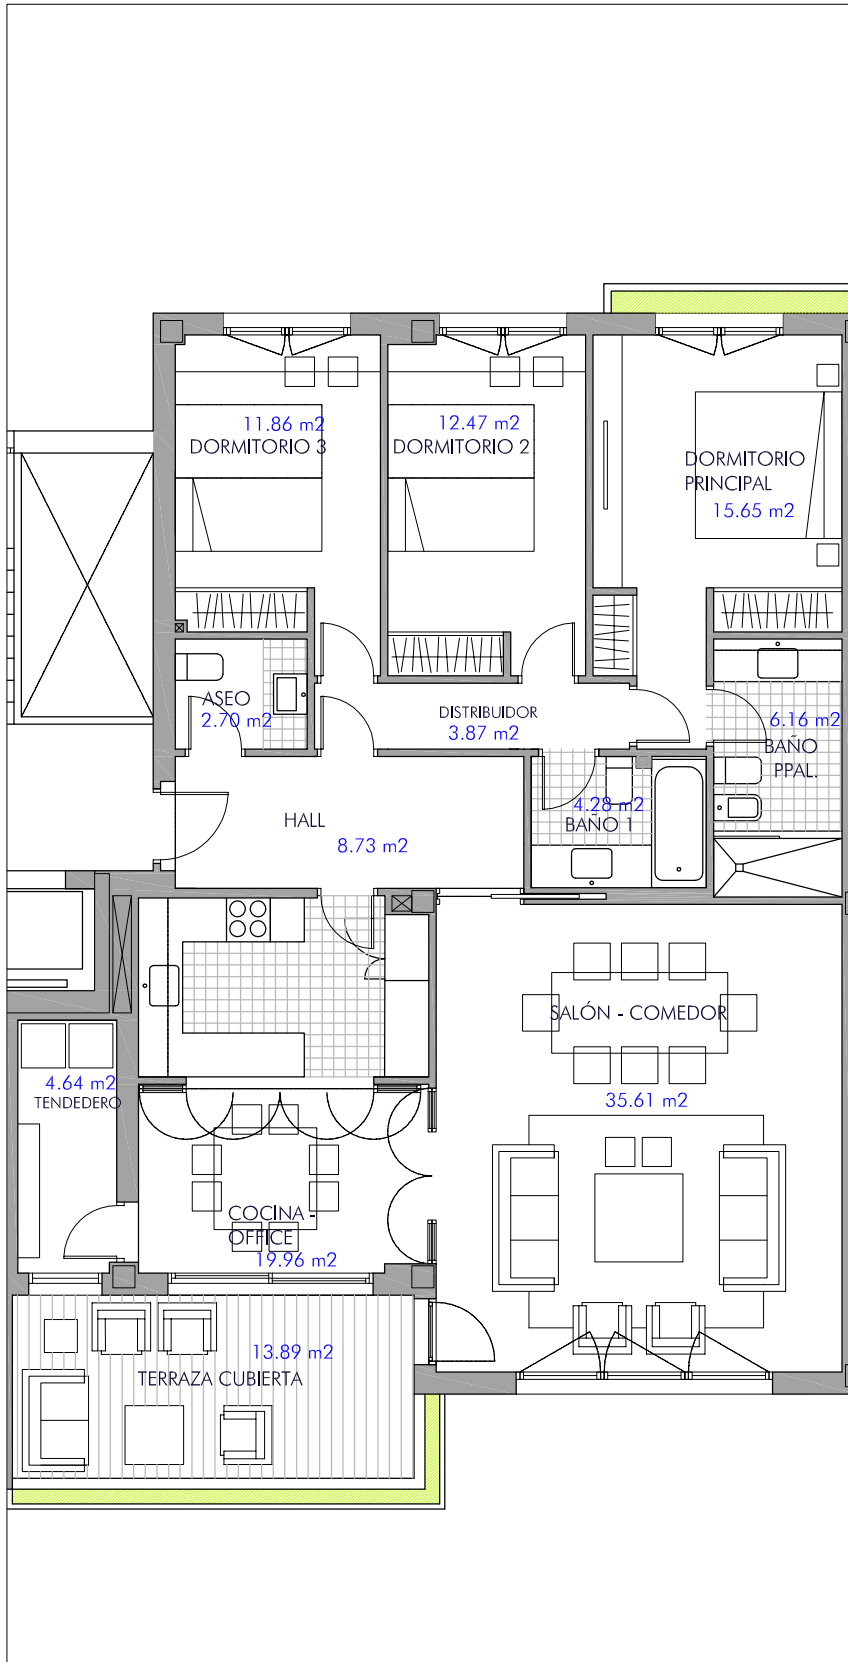 11.86 m2
DORMITORIO 3
12.47 m2
DORMITORIO 2
DORMITORIO
PRINCIPAL
15.65 m2
ASEO
2.70 m2
DISTRIBUIDOR
3.87 m2
6.16 m2
BAÑO
PPAL.
HALL
8.73 m2
4.28 m2
BAÑO 1
SALÓN - COMEDOR
35.61 m2
4.64 m2
TENDEDERO
COCINA -
OFFICE
19.96 m2
13.89 m2
TERRAZA CUBIERTA